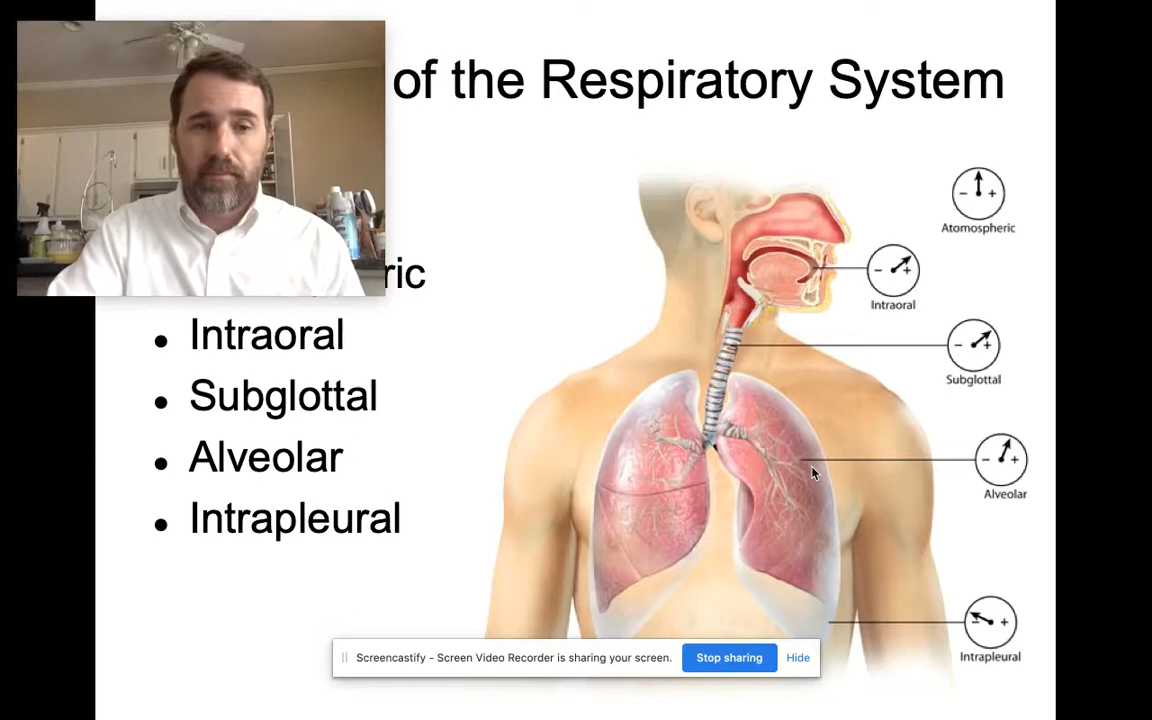 of the Respiratory System
ric
• Intraoral
• Subglottal
• Alveolar
• Intrapleural
- +
Atomospheric
- +
Intraoral
- +
Subglottal
- +
Alveolar
- +
Intrapleural
Screencastify - Screen Video Recorder is sharing your screen. Stop sharing Hide